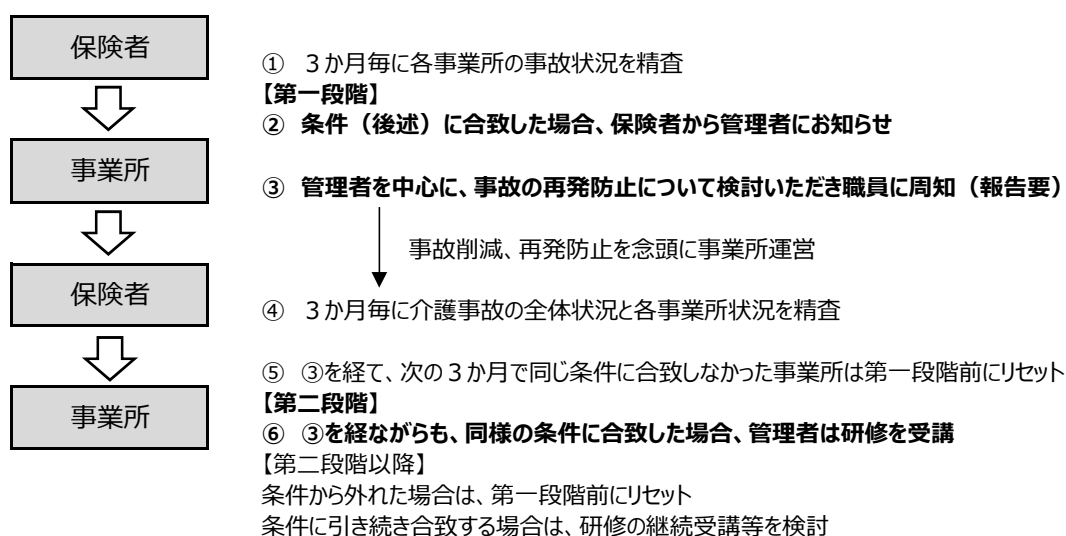 保険者
① ３か月毎に各事業所の事故状況を精査
【第一段階】
② 条件（後述）に合致した場合、保険者から管理者にお知らせ
事業所
③ 管理者を中心に、事故の再発防止について検討いただき職員に周知（報告要）
事故削減、再発防止を念頭に事業所運営
保険者
④ ３か月毎に介護事故の全体状況と各事業所状況を精査
⑤ ③を経て、次の３か月で同じ条件に合致しなかった事業所は第一段階前にリセット
事業所
【第二段階】
⑥ ③を経ながらも、同様の条件に合致した場合、管理者は研修を受講
【第二段階以降】
条件から外れた場合は、第一段階前にリセット
条件に引き続き合致する場合は、研修の継続受講等を検討